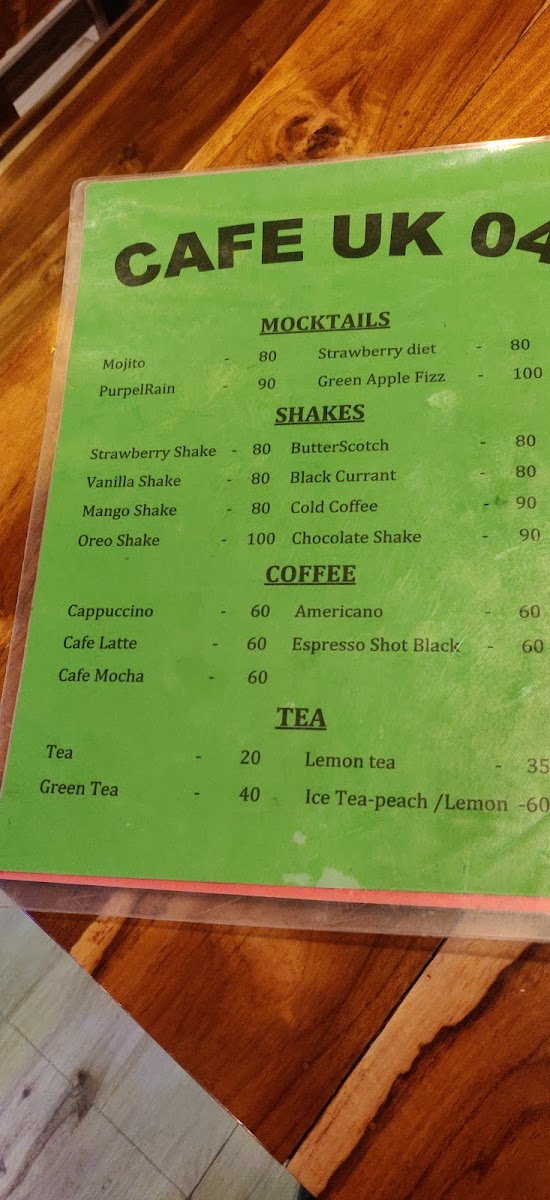 CAFE UK 04
MOCKTAILS
Mojito - 80 Strawberry diet - 80
PurpelRain - 90 Green Apple Fizz - 100
SHAKES
Strawberry Shake - 80 ButterScotch - 80
Vanilla Shake - 80 Black Currant - 80
Mango Shake - 80 Cold Coffee - 90
Oreo Shake - 100 Chocolate Shake - 90
COFFEE
Cappuccino - 60 Americano - 60
Cafe Latte - 60 Espresso Shot Black - 60
Cafe Mocha - 60
TEA
Tea - 20 Lemon tea - 35
Green Tea - 40 Ice Tea-peach /Lemon -60